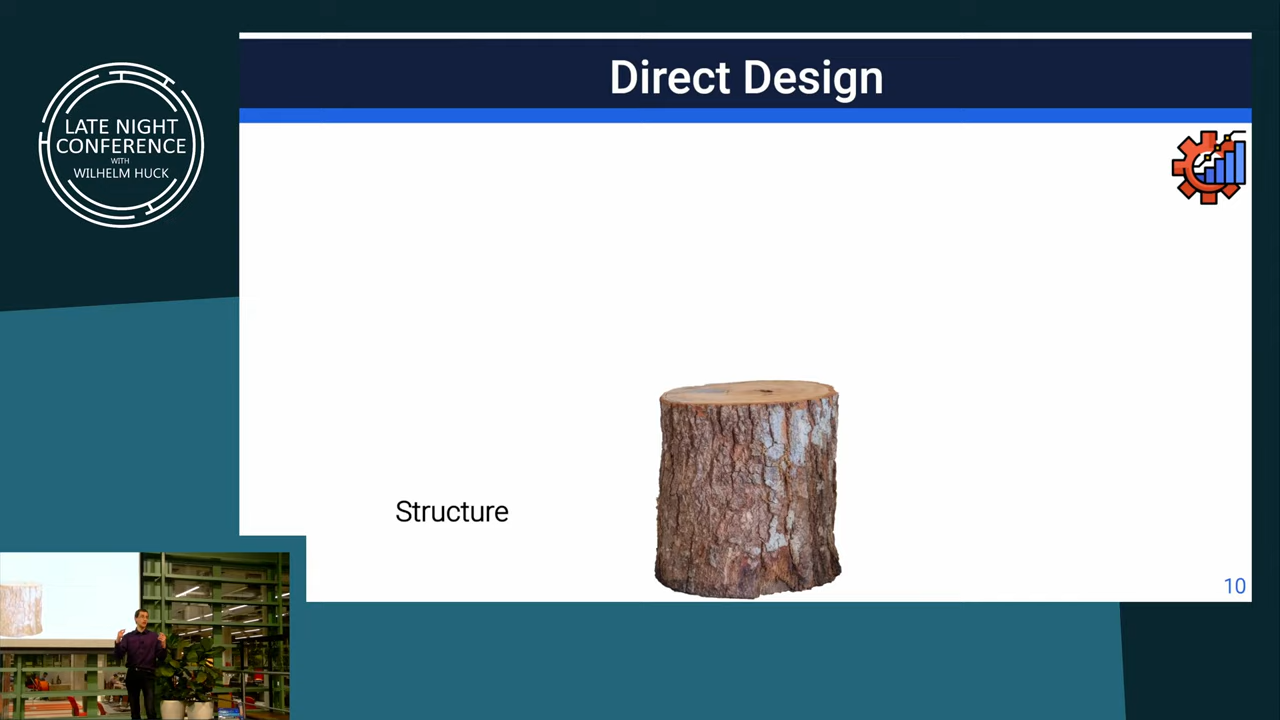 LATE NIGHT
CONFERENCE
WITH
WILHELM HUCK
Direct Design
Structure
10